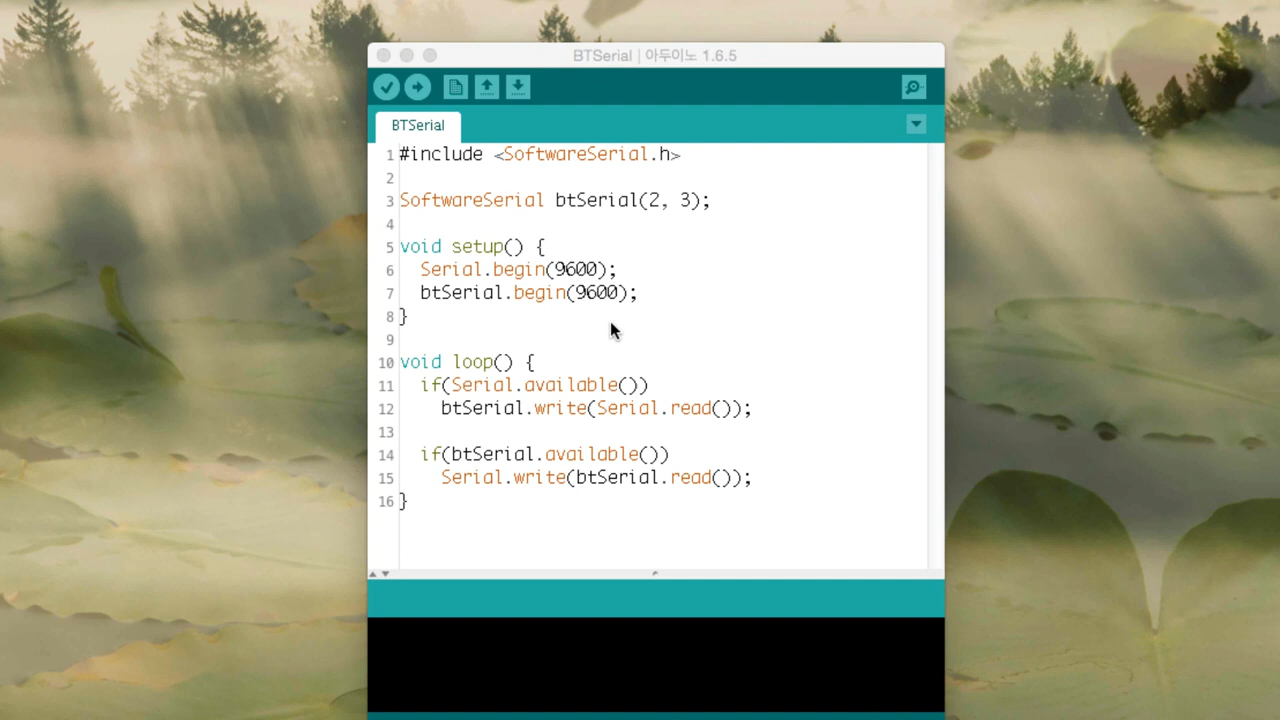 BTSerial | 아두이노 1.6.5
BTSerial
1 #include <SoftwareSerial.h>
2
3 SoftwareSerial btSerial(2, 3);
4
5 void setup() {
6 Serial.begin(9600);
7 btSerial.begin(9600);
8 }
9
10 void loop() {
11 if(Serial.available())
12 btSerial.write(Serial.read());
13
14 if(btSerial.available())
15 Serial.write(btSerial.read());
16 }